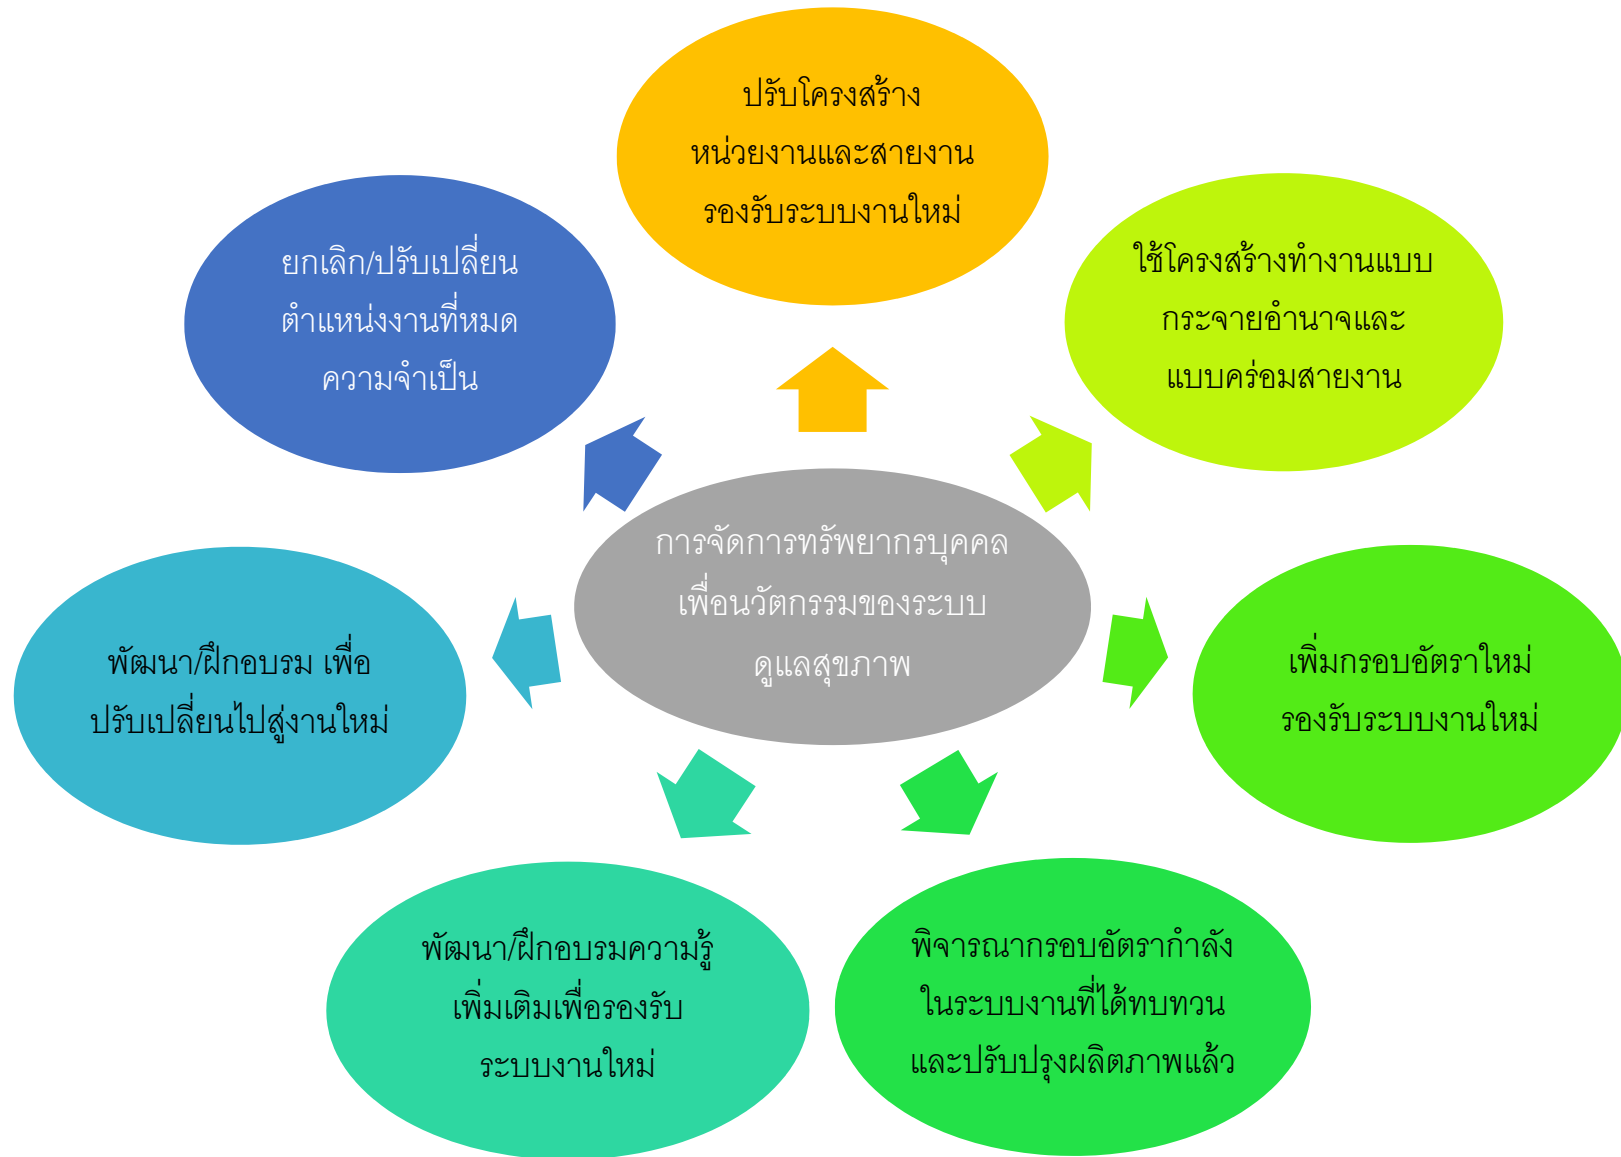 ปรับโครงสร้าง
หน่วยงานและสายงาน
รองรับระบบงานใหม่
ใช้โครงสร้างทำงานแบบ
กระจายอำนาจและ
แบบคร่อมสายงาน
เพิ่มกรอบอัตราใหม่
รองรับระบบงานใหม่
พิจารณากรอบอัตรากำลัง
ในระบบงานที่ได้ทบทวน
และปรับปรุงผลิตภาพแล้ว
พัฒนา/ฝึกอบรมความรู้
เพิ่มเติมเพื่อรองรับ
ระบบงานใหม่
พัฒนา/ฝึกอบรม เพื่อ
ปรับเปลี่ยนไปสู่งานใหม่
ยกเลิก/ปรับเปลี่ยน
ตำแหน่งงานที่หมด
ความจำเป็น
การจัดการทรัพยากรบุคคล
เพื่อนวัตกรรมของระบบ
ดูแลสุขภาพ